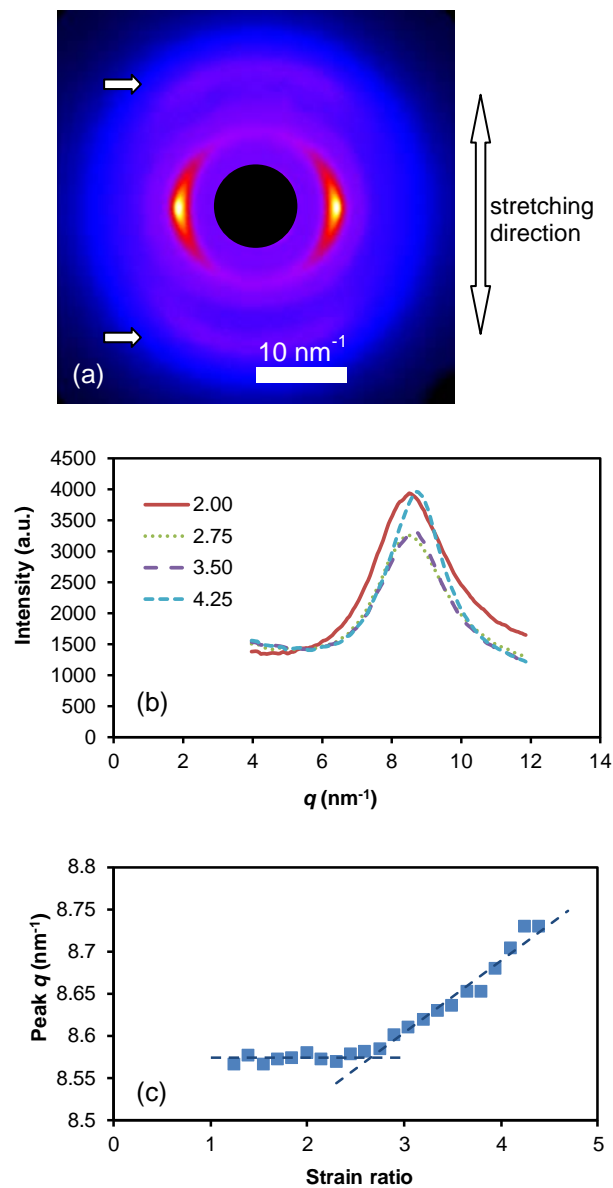 stretching
direction
10 nm⁻¹
(a)
4500
4000
3500
3000
2500
2000
1500
1000
500
0
Intensity (a.u.)
2.00
2.75
3.50
4.25
(b)
0 2 4 6 8 10 12 14
q (nm⁻¹)
8.8
8.75
8.7
8.65
8.6
8.55
8.5
Peak q (nm⁻¹)
(c)
0 1 2 3 4 5
Strain ratio